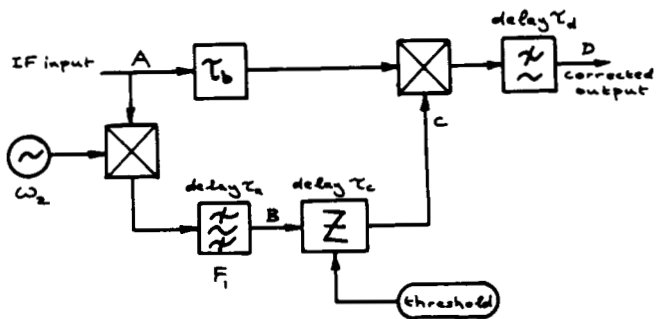 delay τd
IF input
A
τb
D
corrected
output
C
ω2
delay τa
delay τc
B
Z
F1
threshold